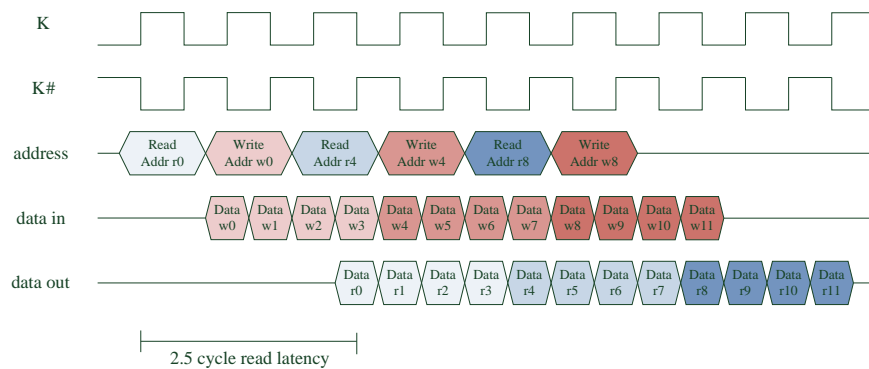 K
K#
address
Read Write Read Write Read Write
Addr r0 Addr w0 Addr r4 Addr w4 Addr r8 Addr w8
data in
Data Data Data Data Data Data Data Data Data Data Data Data
w0 w1 w2 w3 w4 w5 w6 w7 w8 w9 w10 w11
data out
Data Data Data Data Data Data Data Data Data Data Data Data
r0 r1 r2 r3 r4 r5 r6 r7 r8 r9 r10 r11
2.5 cycle read latency